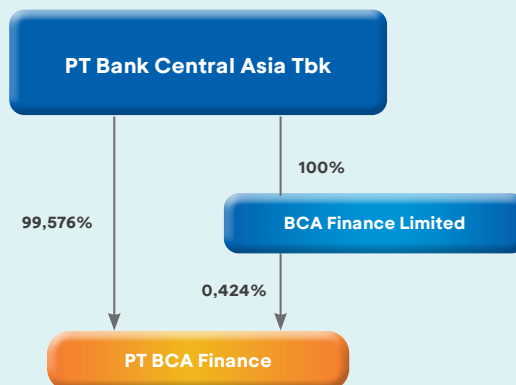 PT Bank Central Asia Tbk
100%
99,576%
BCA Finance Limited
0,424%
PT BCA Finance